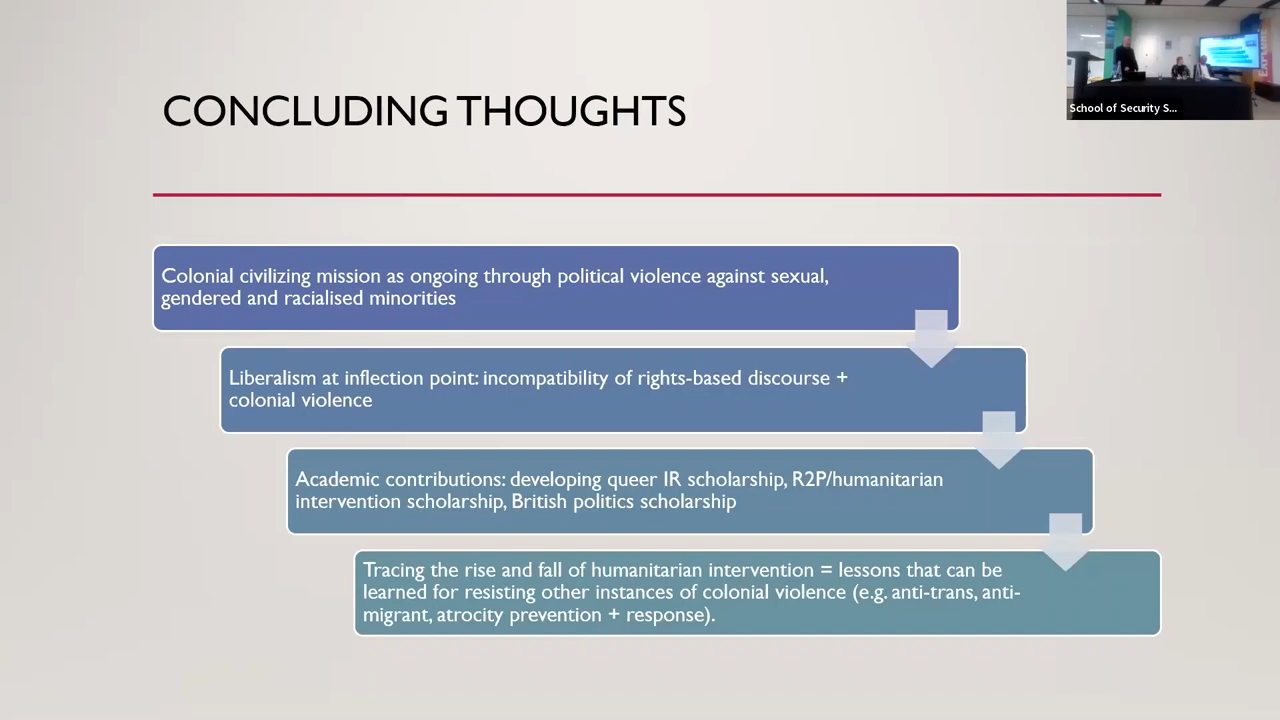 CONCLUDING THOUGHTS
School of Security S...
EXPLORE
Colonial civilizing mission as ongoing through political violence against sexual,
gendered and racialised minorities
Liberalism at inflection point: incompatibility of rights-based discourse +
colonial violence
Academic contributions: developing queer IR scholarship, R2P/humanitarian
intervention scholarship, British politics scholarship
Tracing the rise and fall of humanitarian intervention = lessons that can be
learned for resisting other instances of colonial violence (e.g. anti-trans, anti-
migrant, atrocity prevention + response).